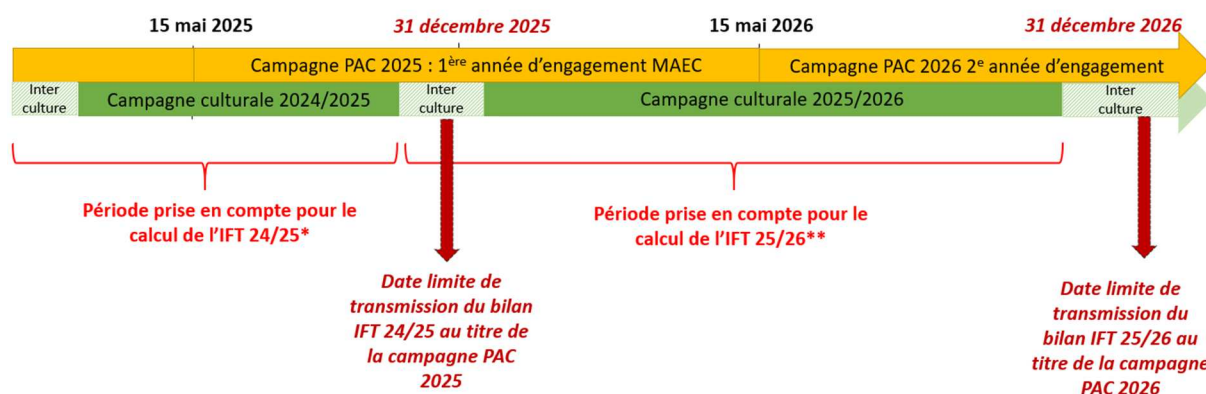 15 mai 2025
31 décembre 2025
15 mai 2026
31 décembre 2026
Campagne PAC 2025 : 1ère année d'engagement MAEC
Campagne PAC 2026 2e année d'engagement
Inter
culture
Campagne culturale 2024/2025
Inter
culture
Campagne culturale 2025/2026
Inter
culture
Période prise en compte pour le
calcul de l'IFT 24/25*
Période prise en compte pour le
calcul de l'IFT 25/26**
Date limite de
transmission du bilan
IFT 24/25 au titre de
la campagne PAC
2025
Date limite de
transmission du
bilan IFT 25/26 au
titre de la campagne
PAC 2026